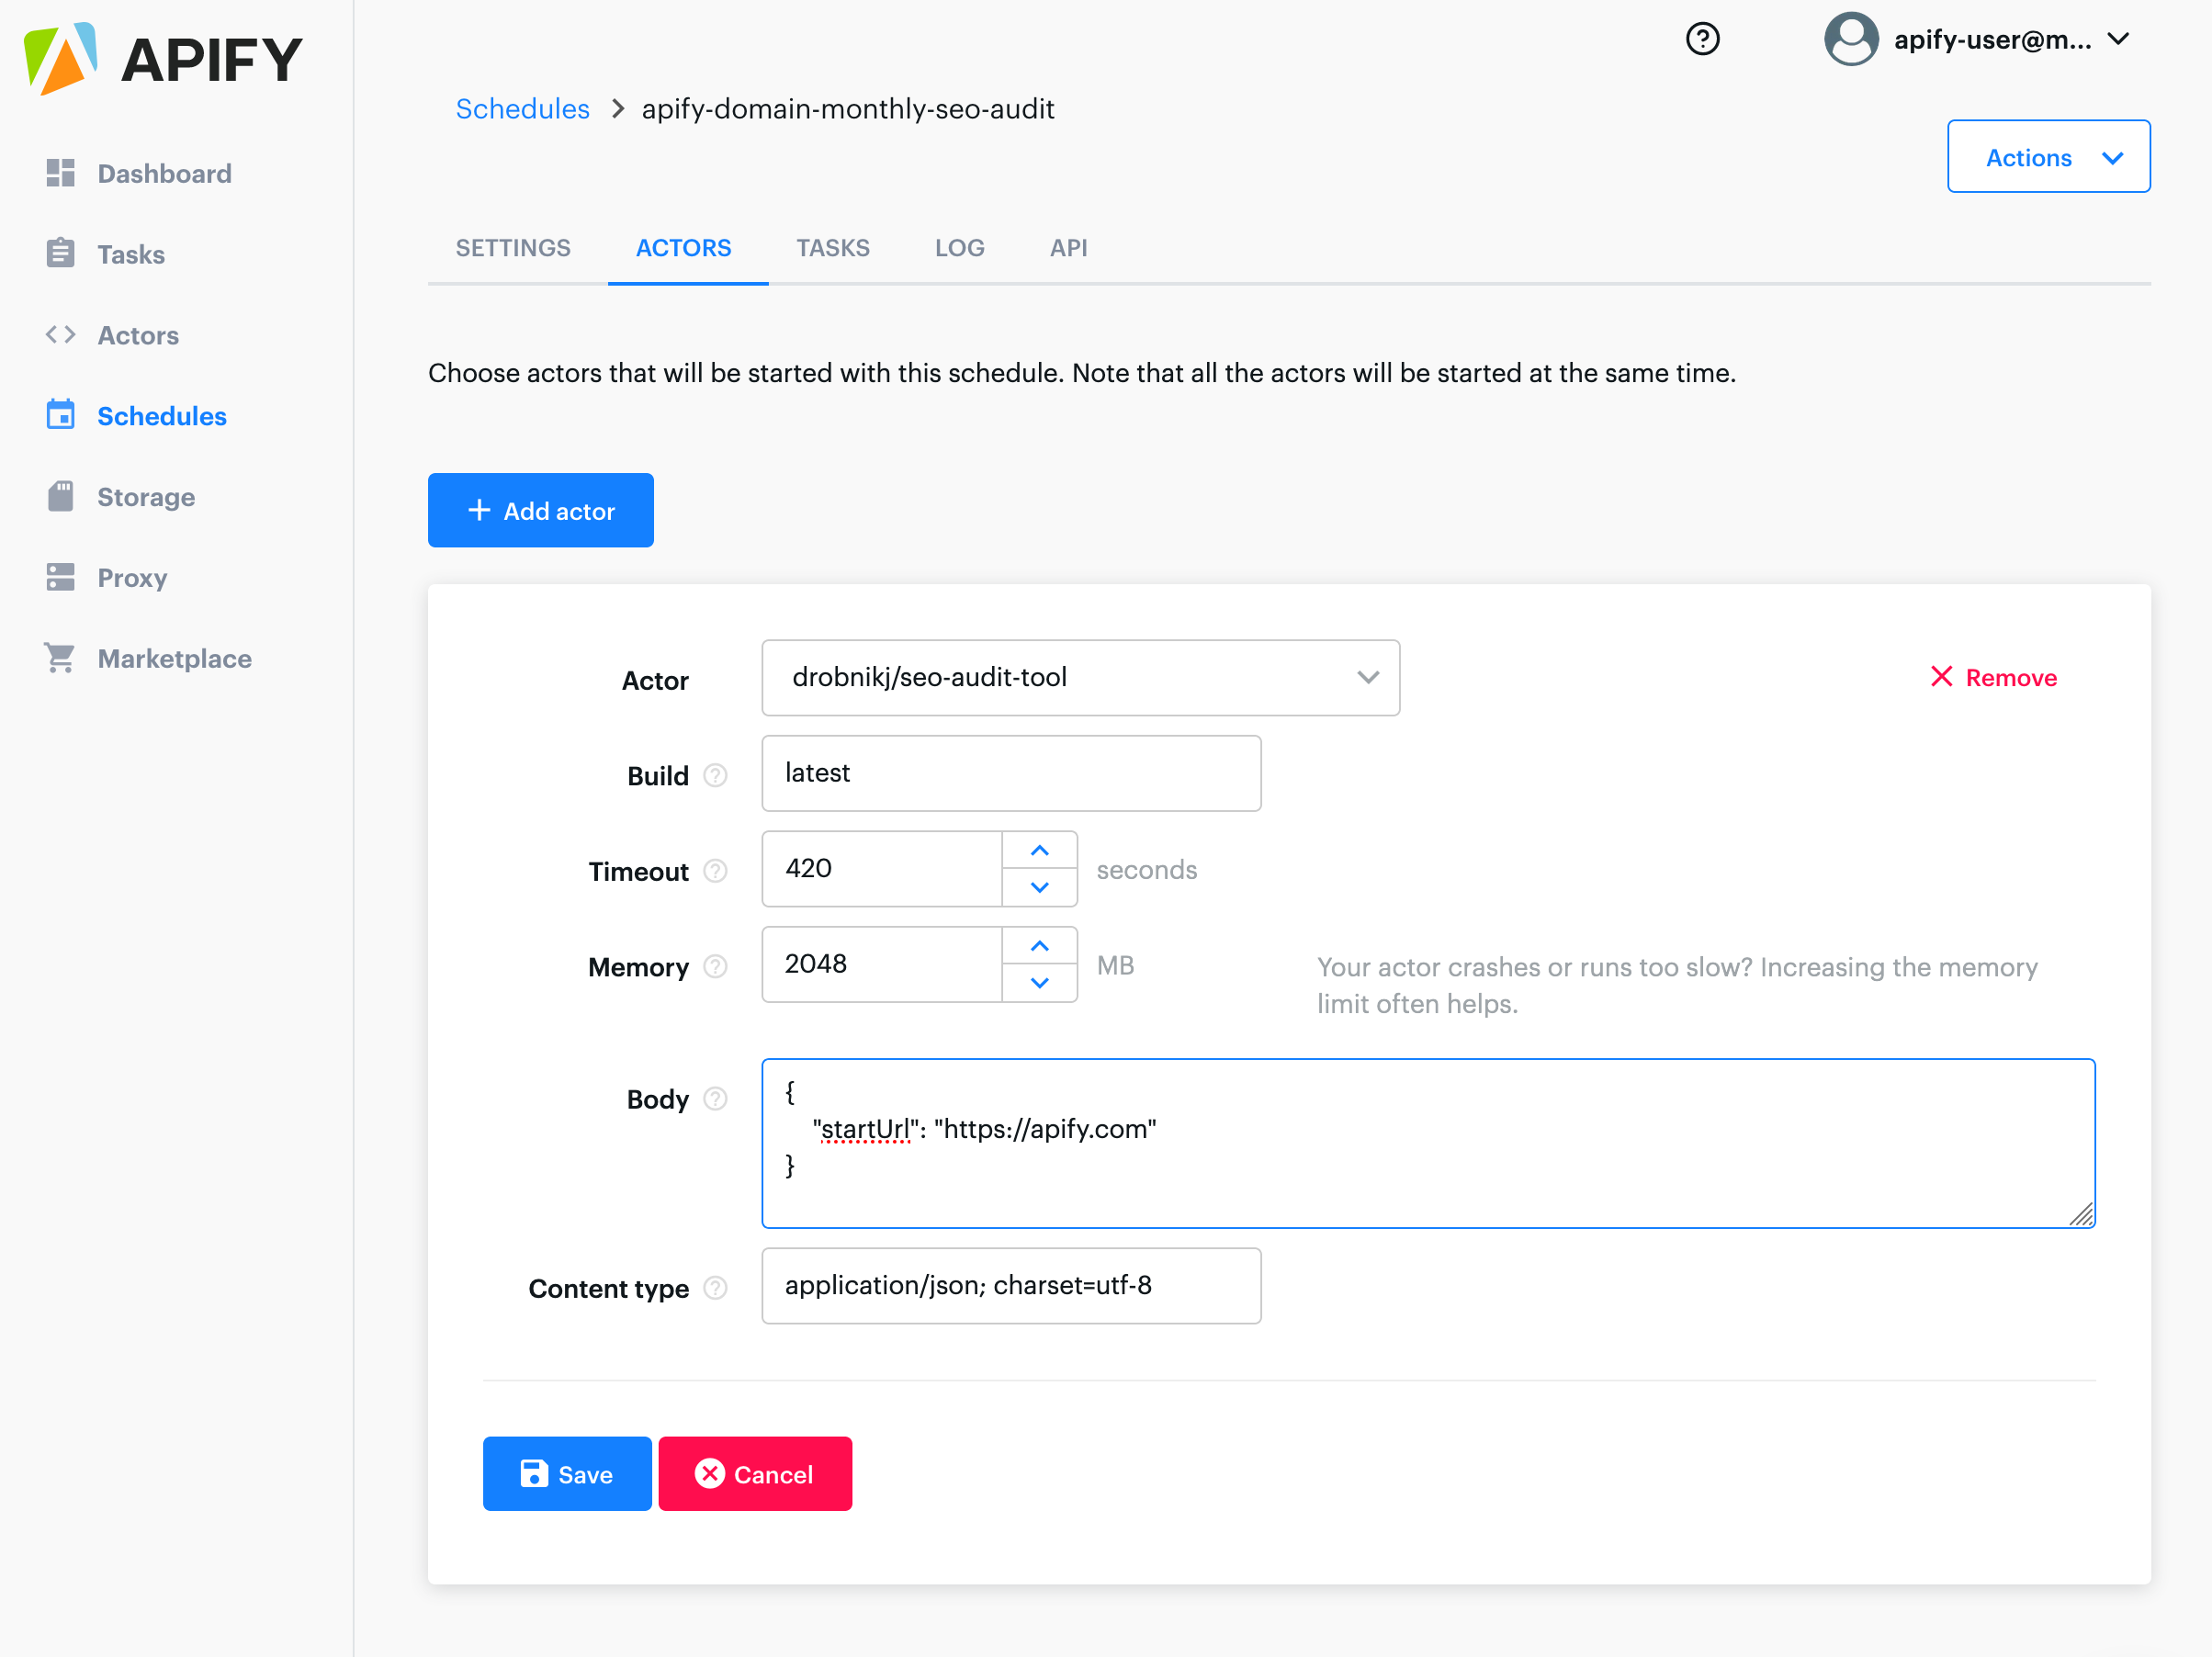 APIFY
apify-user@m...
Schedules > apify-domain-monthly-seo-audit
Actions
Dashboard
Tasks
Actors
Schedules
Storage
Proxy
Marketplace
SETTINGS ACTORS TASKS LOG API
Choose actors that will be started with this schedule. Note that all the actors will be started at the same time.
+ Add actor
Actor drobnikj/seo-audit-tool Remove
Build ? latest
Timeout ? 420 seconds
Memory ? 2048 MB
Your actor crashes or runs too slow? Increasing the memory
limit often helps.
Body ?
{
"startUrl": "https://apify.com"
}
Content type ? application/json; charset=utf-8
Save Cancel